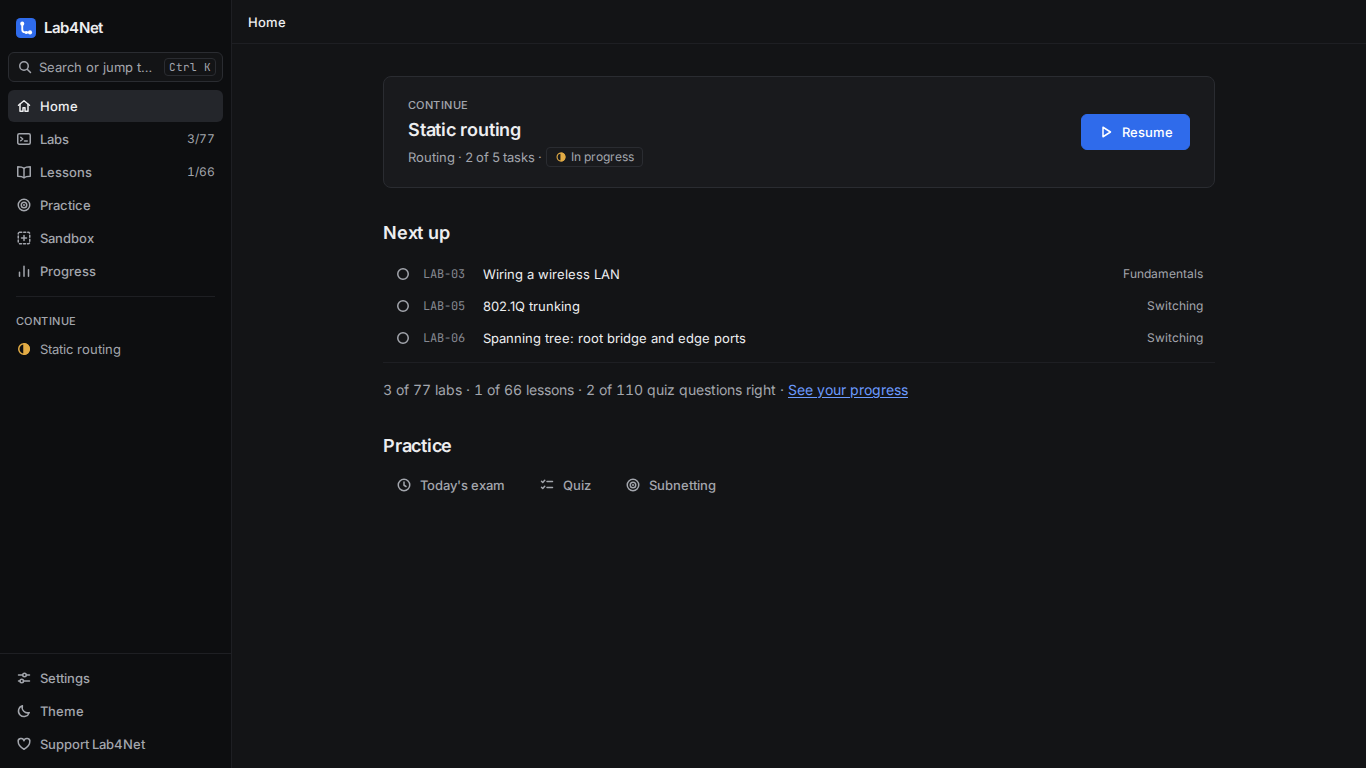 Lab4Net
Search or jump t... Ctrl K
Home
Labs 3/77
Lessons 1/66
Practice
Sandbox
Progress
CONTINUE
Static routing
Settings
Theme
Support Lab4Net
Home
CONTINUE
Static routing
Routing · 2 of 5 tasks · In progress
Resume
Next up
LAB-03 Wiring a wireless LAN Fundamentals
LAB-05 802.1Q trunking Switching
LAB-06 Spanning tree: root bridge and edge ports Switching
3 of 77 labs · 1 of 66 lessons · 2 of 110 quiz questions right · See your progress
Practice
Today's exam Quiz Subnetting